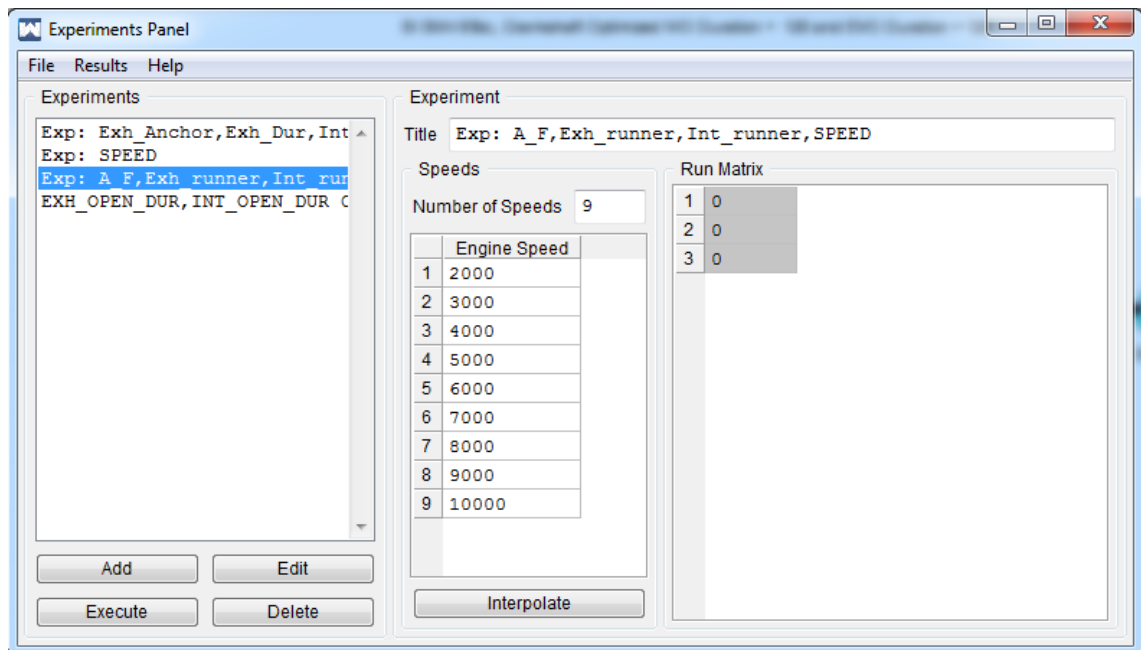 Experiments Panel
File Results Help
Experiments
Exp: Exh_Anchor,Exh_Dur,Int
Exp: SPEED
Exp: A_F,Exh_runner,Int_run
EXH_OPEN_DUR,INT_OPEN_DUR
Add Edit
Execute Delete
Experiment
Title Exp: A_F,Exh_runner,Int_runner,SPEED
Speeds
Number of Speeds 9
Engine Speed
1 2000
2 3000
3 4000
4 5000
5 6000
6 7000
7 8000
8 9000
9 10000
Interpolate
Run Matrix
1 0
2 0
3 0